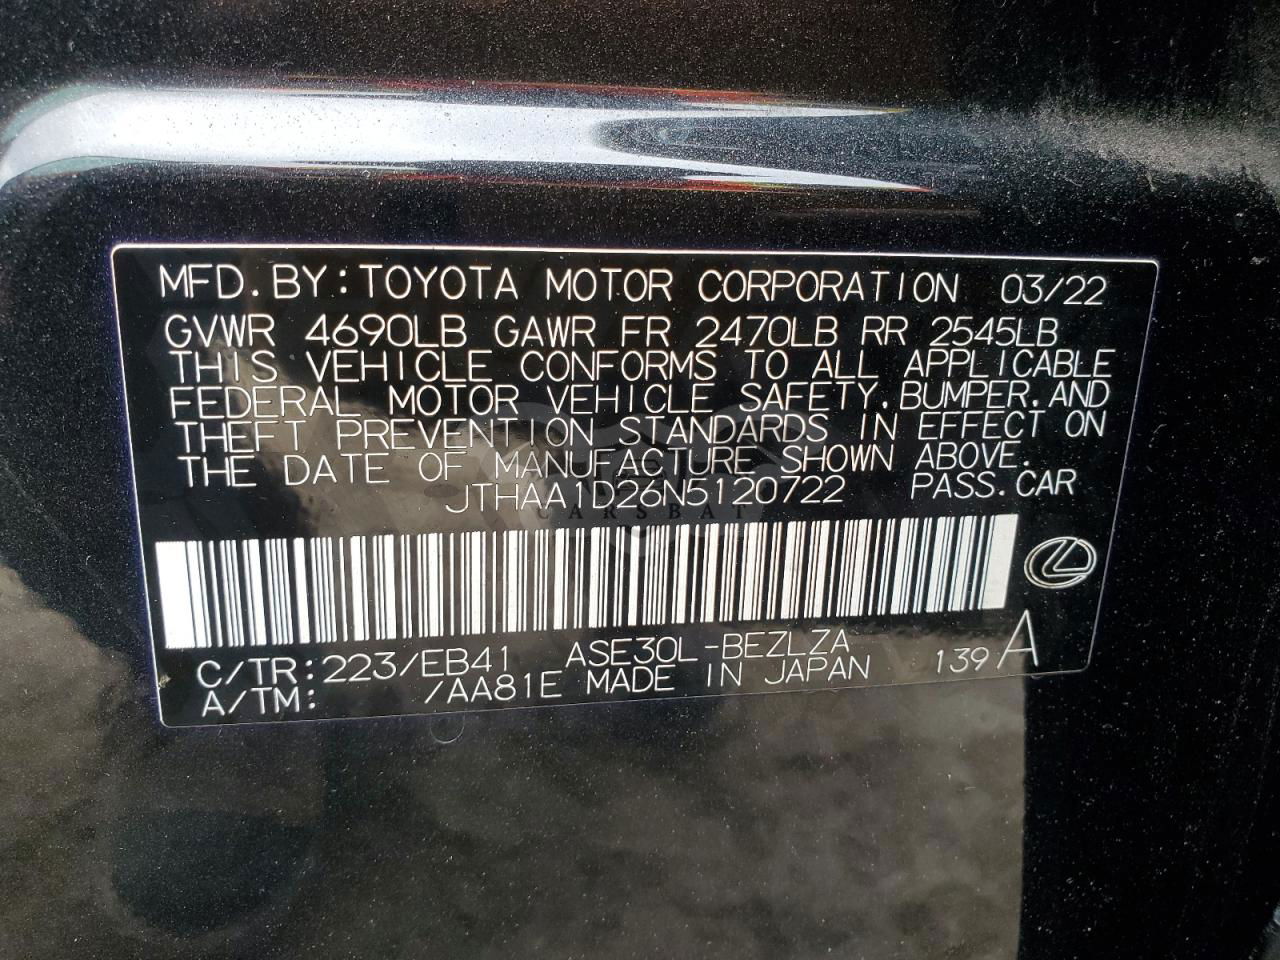 MFD. BY: TOYOTA MOTOR CORPORATION 03/22
GVWR 4690LB GAWR FR 2470LB RR 2545LB
THIS VEHICLE CONFORMS TO ALL APPLICABLE
FEDERAL MOTOR VEHICLE SAFETY, BUMPER, AND
THEFT PREVENTION STANDARDS IN EFFECT ON
THE DATE OF MANUFACTURE SHOWN ABOVE.
JTHAA1D26N5120722 PASS. CAR
CARSBAT
C/TR: 223/EB41 ASE30L-BEZLZA 139 A
A/TM: /AA81E MADE IN JAPAN